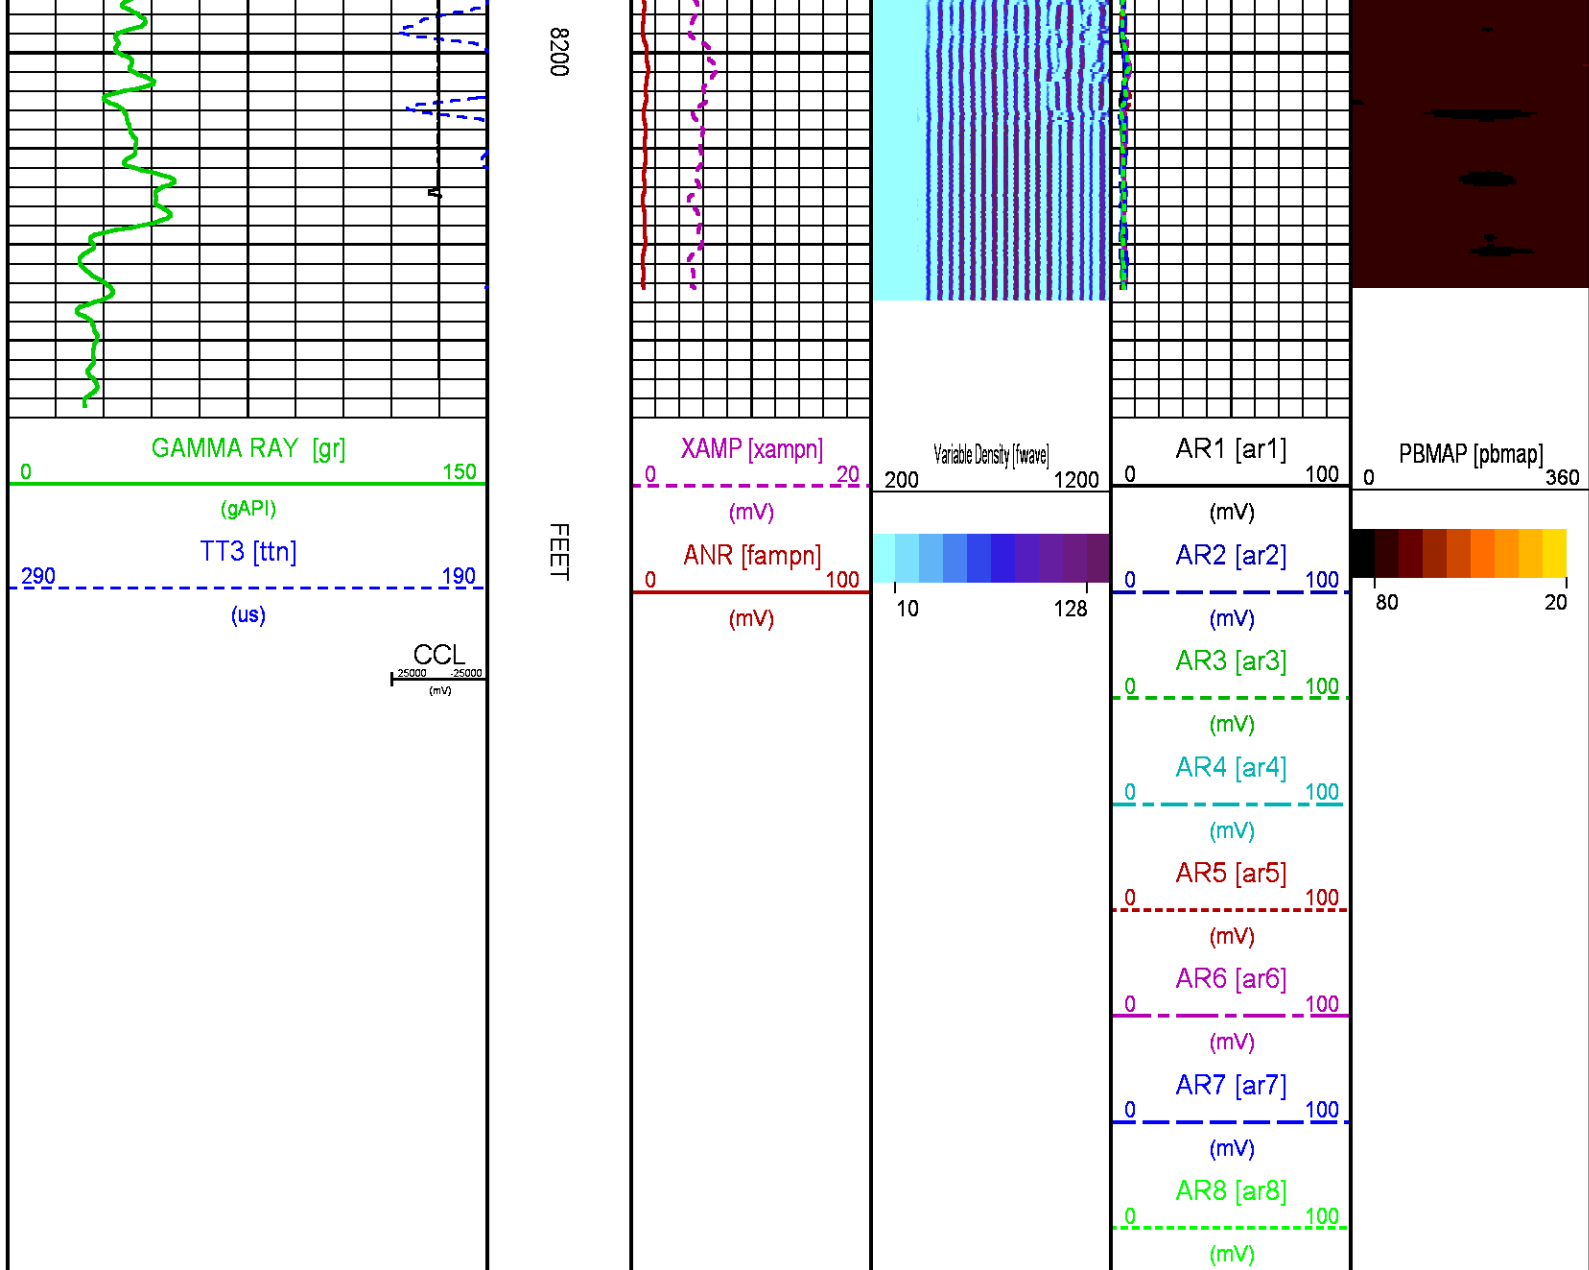 8200
GAMMA RAY [gr]
0 150
(gAPI)
TT3 [ttn]
290 190
(us)
CCL
25000 -25000
(mV)
FEET
XAMP [xampn]
0 20
(mV)
ANR [fampn]
0 100
(mV)
Variable Density [fwave]
200 1200
10 128
AR1 [ar1]
0 100
(mV)
AR2 [ar2]
0 100
(mV)
AR3 [ar3]
0 100
(mV)
AR4 [ar4]
0 100
(mV)
AR5 [ar5]
0 100
(mV)
AR6 [ar6]
0 100
(mV)
AR7 [ar7]
0 100
(mV)
AR8 [ar8]
0 100
(mV)
PBMAP [pbmap]
0 360
80 20